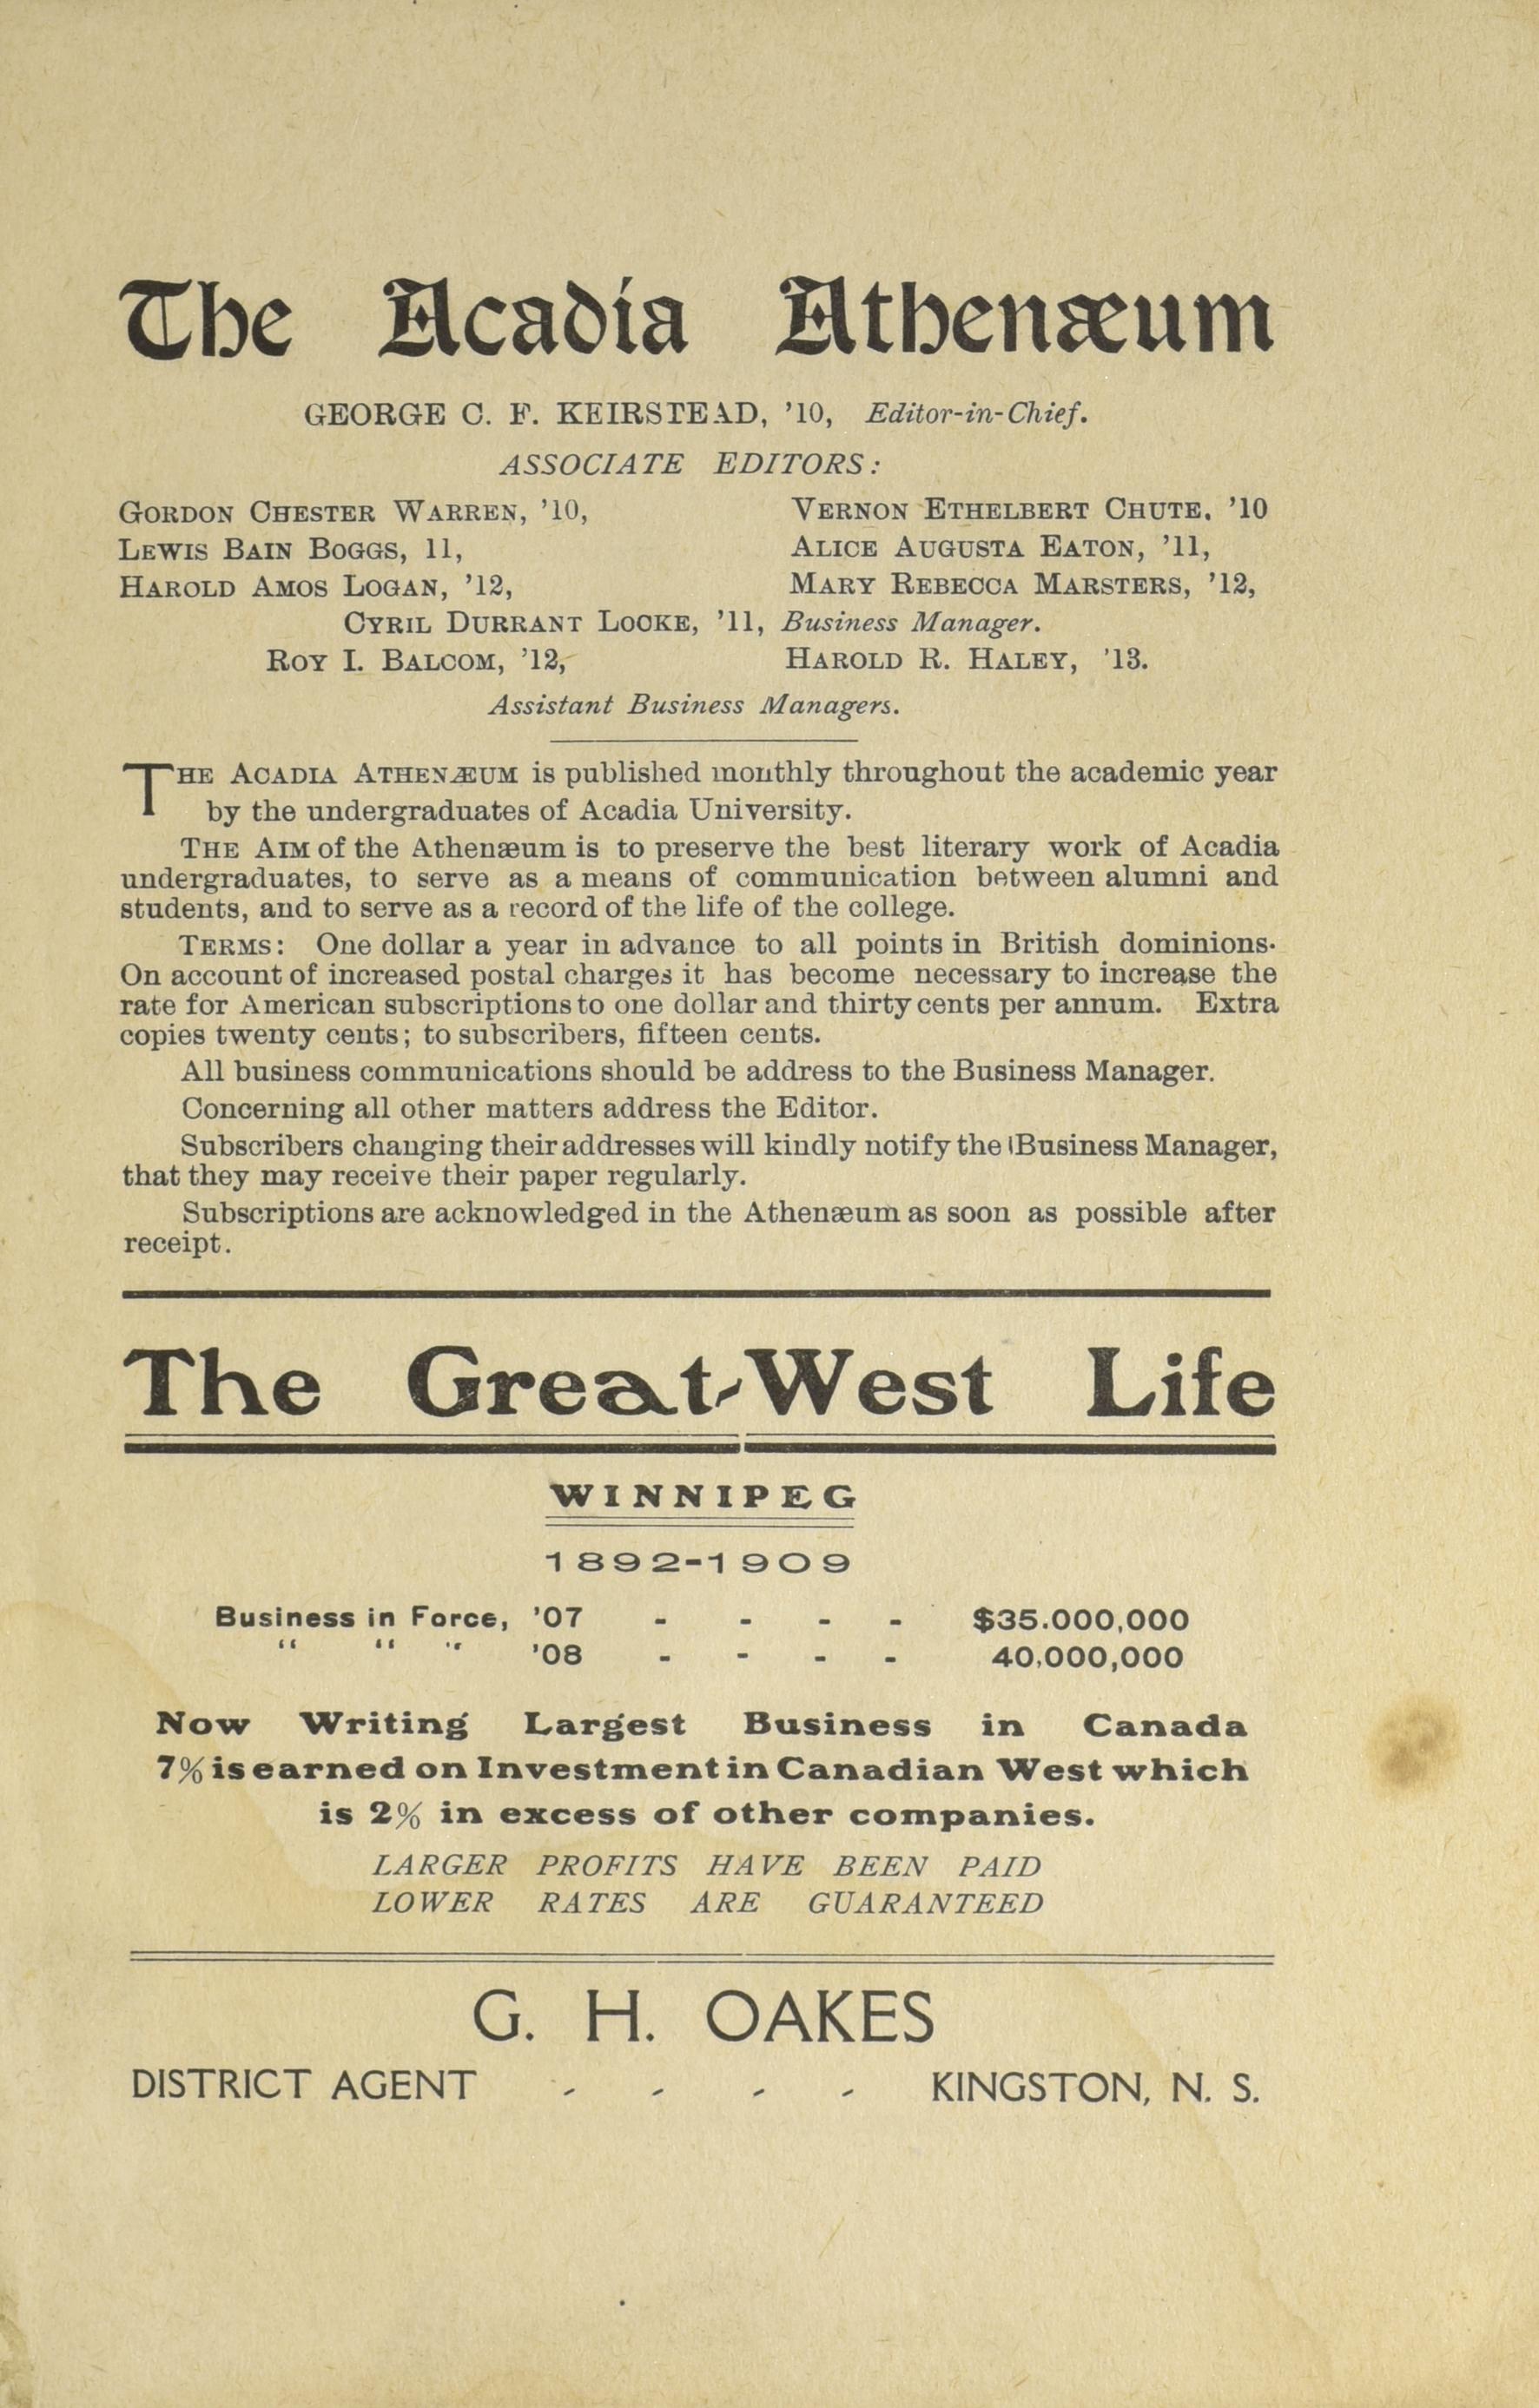 The Acadia Athenæum
GEORGE C. F. KEIRSTEAD, '10, Editor-in-Chief.
ASSOCIATE EDITORS:
GORDON CHESTER WARREN, '10, VERNON ETHELBERT CHUTE. '10
LEWIS BAIN BOGGS, 11, ALICE AUGUSTA EATON, '11,
HAROLD AMOS LOGAN, '12, MARY REBECCA MARSTERS, '12,
CYRIL DURRANT LOCKE, '11, Business Manager.
ROY I. BALCOM, '12, HAROLD R. HALEY, '13.
Assistant Business Managers.
THE ACADIA ATHENÆUM is published monthly throughout the academic year
by the undergraduates of Acadia University.
THE AIM of the Athenæum is to preserve the best literary work of Acadia
undergraduates, to serve as a means of communication between alumni and
students, and to serve as a record of the life of the college.
TERMS: One dollar a year in advance to all points in British dominions.
On account of increased postal charges it has become necessary to increase the
rate for American subscriptions to one dollar and thirty cents per annum. Extra
copies twenty cents; to subscribers, fifteen cents.
All business communications should be address to the Business Manager.
Concerning all other matters address the Editor.
Subscribers changing their addresses will kindly notify the Business Manager,
that they may receive their paper regularly.
Subscriptions are acknowledged in the Athenæum as soon as possible after
receipt.
The Great-West Life
WINNIPEG
1892-1909
Business in Force, '07 - - - - $35.000,000
" " " '08 - - - - 40,000,000
Now Writing Largest Business in Canada
7% is earned on Investment in Canadian West which
is 2% in excess of other companies.
LARGER PROFITS HAVE BEEN PAID
LOWER RATES ARE GUARANTEED
G. H. OAKES
DISTRICT AGENT - - - - KINGSTON, N. S.